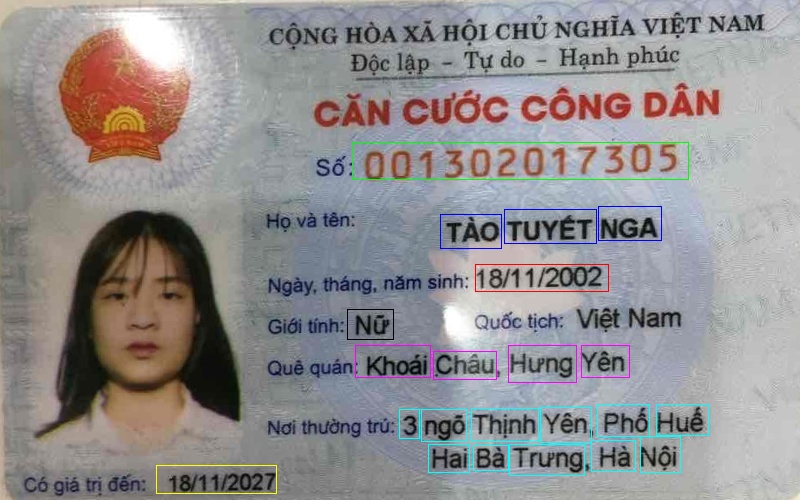 CỘNG HÒA XÃ HỘI CHỦ NGHĨA VIỆT NAM
Độc lập - Tự do - Hạnh phúc
CĂN CƯỚC CÔNG DÂN
Số: 001302017305
Họ và tên: TÀO TUYẾT NGA
Ngày, tháng, năm sinh: 18/11/2002
Giới tính: Nữ Quốc tịch: Việt Nam
Quê quán: Khoái Châu, Hưng Yên
Nơi thường trú: 3 ngõ Thịnh Yên, Phố Huế
Hai Bà Trưng, Hà Nội
Có giá trị đến: 18/11/2027